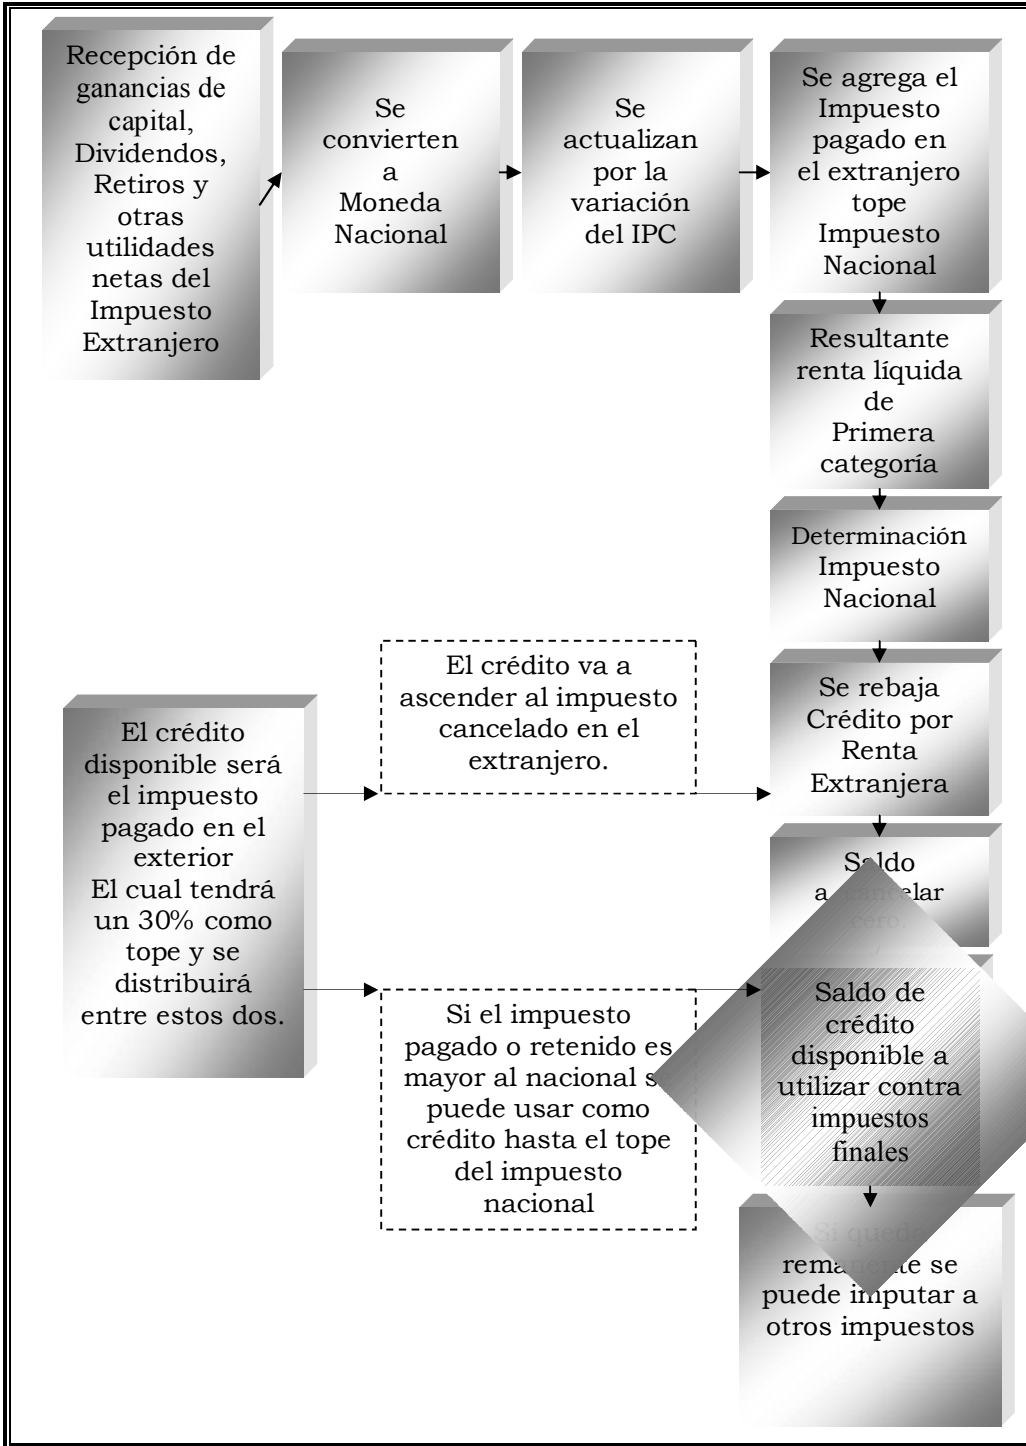 Recepción de
ganancias de
capital,
Dividendos,
Retiros y
otras
utilidades
netas del
Impuesto
Extranjero
Se
convierten
a
Moneda
Nacional
Se
actualizan
por la
variación
del IPC
Se agrega el
Impuesto
pagado en
el extranjero
tope
Impuesto
Nacional
Resultante
renta líquida
de
Primera
categoría
Determinación
Impuesto
Nacional
Se rebaja
Crédito por
Renta
Extranjera
El crédito va a
ascender al impuesto
cancelado en el
extranjero.
El crédito
disponible será
el impuesto
pagado en el
exterior
El cual tendrá
un 30% como
tope y se
distribuirá
entre estos dos.
Saldo
a cancelar
cero.
Si el impuesto
pagado o retenido es
mayor al nacional
puede usar como
crédito hasta el tope
del impuesto
nacional
Saldo de
crédito
disponible a
utilizar contra
impuestos
finales
Si queda
remanente se
puede imputar a
otros impuestos